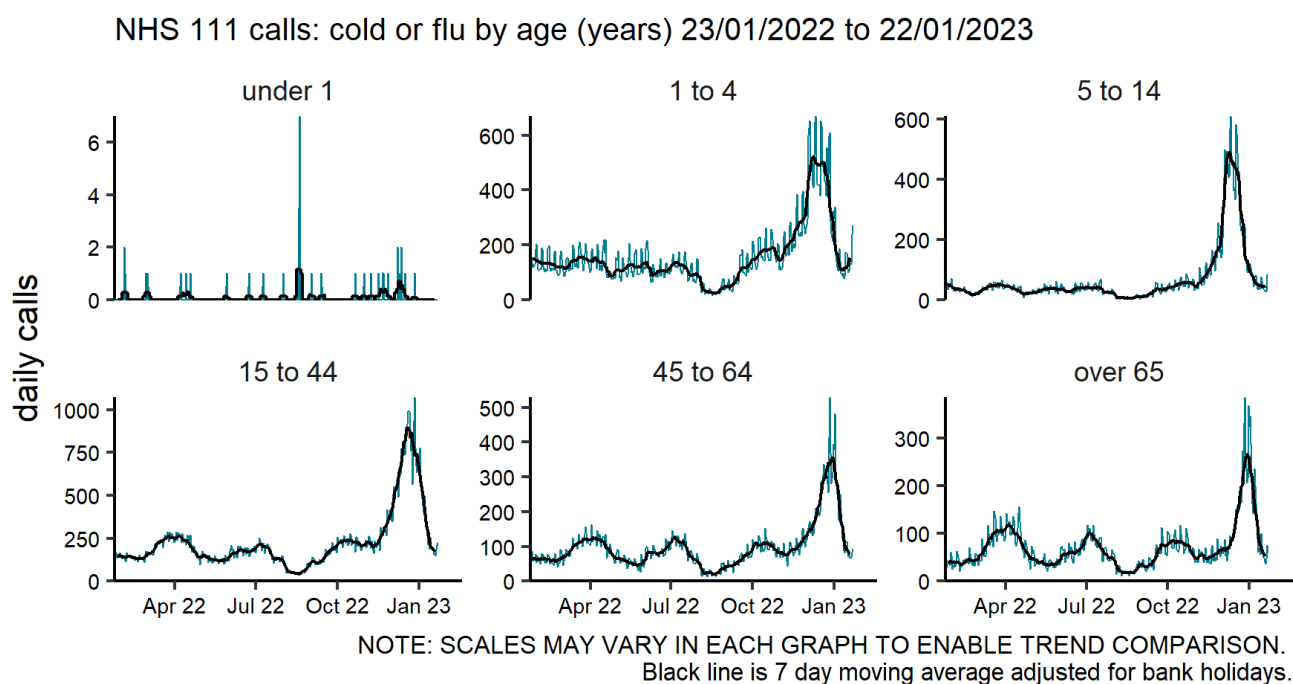 NHS 111 calls: cold or flu by age (years) 23/01/2022 to 22/01/2023
under 1
1 to 4
5 to 14
6
4
2
0
600
400
200
0
600
400
200
0
daily calls
15 to 44
45 to 64
over 65
1000
750
500
250
0
500
400
300
200
100
0
300
200
100
0
Apr 22 Jul 22 Oct 22 Jan 23
Apr 22 Jul 22 Oct 22 Jan 23
Apr 22 Jul 22 Oct 22 Jan 23
NOTE: SCALES MAY VARY IN EACH GRAPH TO ENABLE TREND COMPARISON.
Black line is 7 day moving average adjusted for bank holidays.